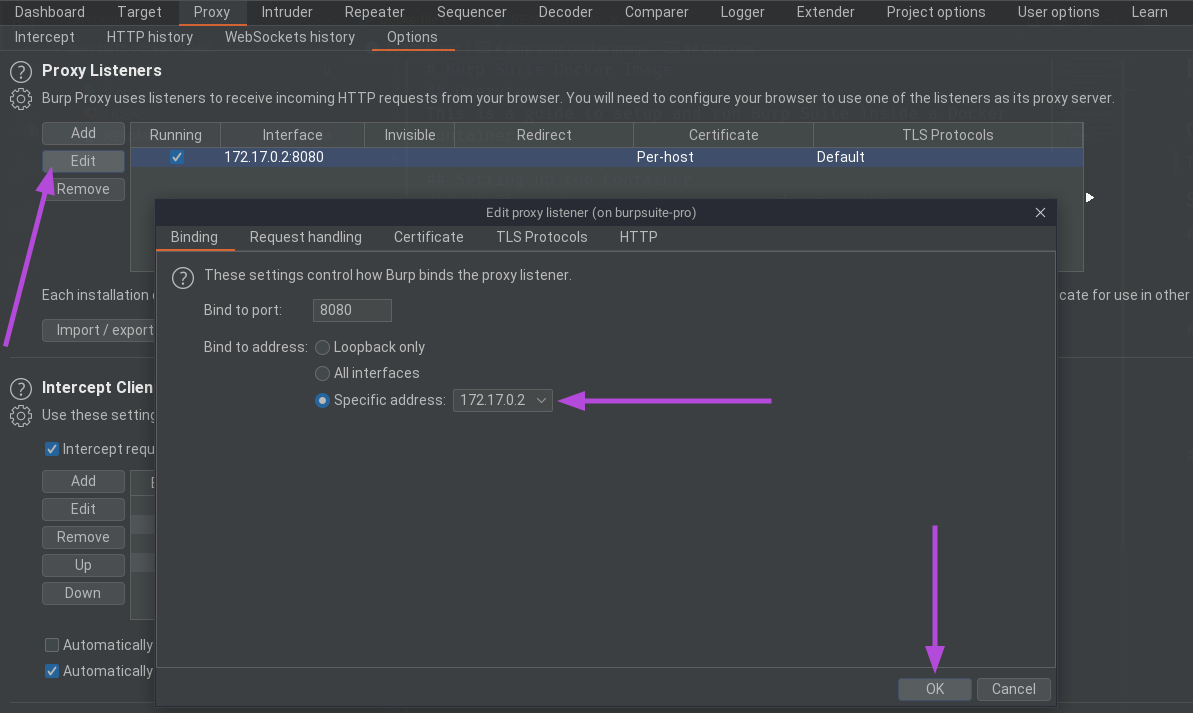 Dashboard Target Proxy Intruder Repeater Sequencer Decoder Comparer Logger Extender Project options User options Learn
Intercept HTTP history WebSockets history Options
? Proxy Listeners
Burp Proxy uses listeners to receive incoming HTTP requests from your browser. You will need to configure your browser to use one of the listeners as its proxy server.
Add
Edit
Remove
Running Interface Invisible Redirect Certificate TLS Protocols
172.17.0.2:8080 Per-host Default
Edit proxy listener (on burpsuite-pro)
Binding Request handling Certificate TLS Protocols HTTP
? These settings control how Burp binds the proxy listener.
Bind to port: 8080
Bind to address: Loopback only
All interfaces
Specific address: 172.17.0.2
OK Cancel
Each installation
cate for use in other
Import / export
? Intercept Clien
Use these setting
Intercept requ
Add
Edit
Remove
Up
Down
Automatically
Automatically